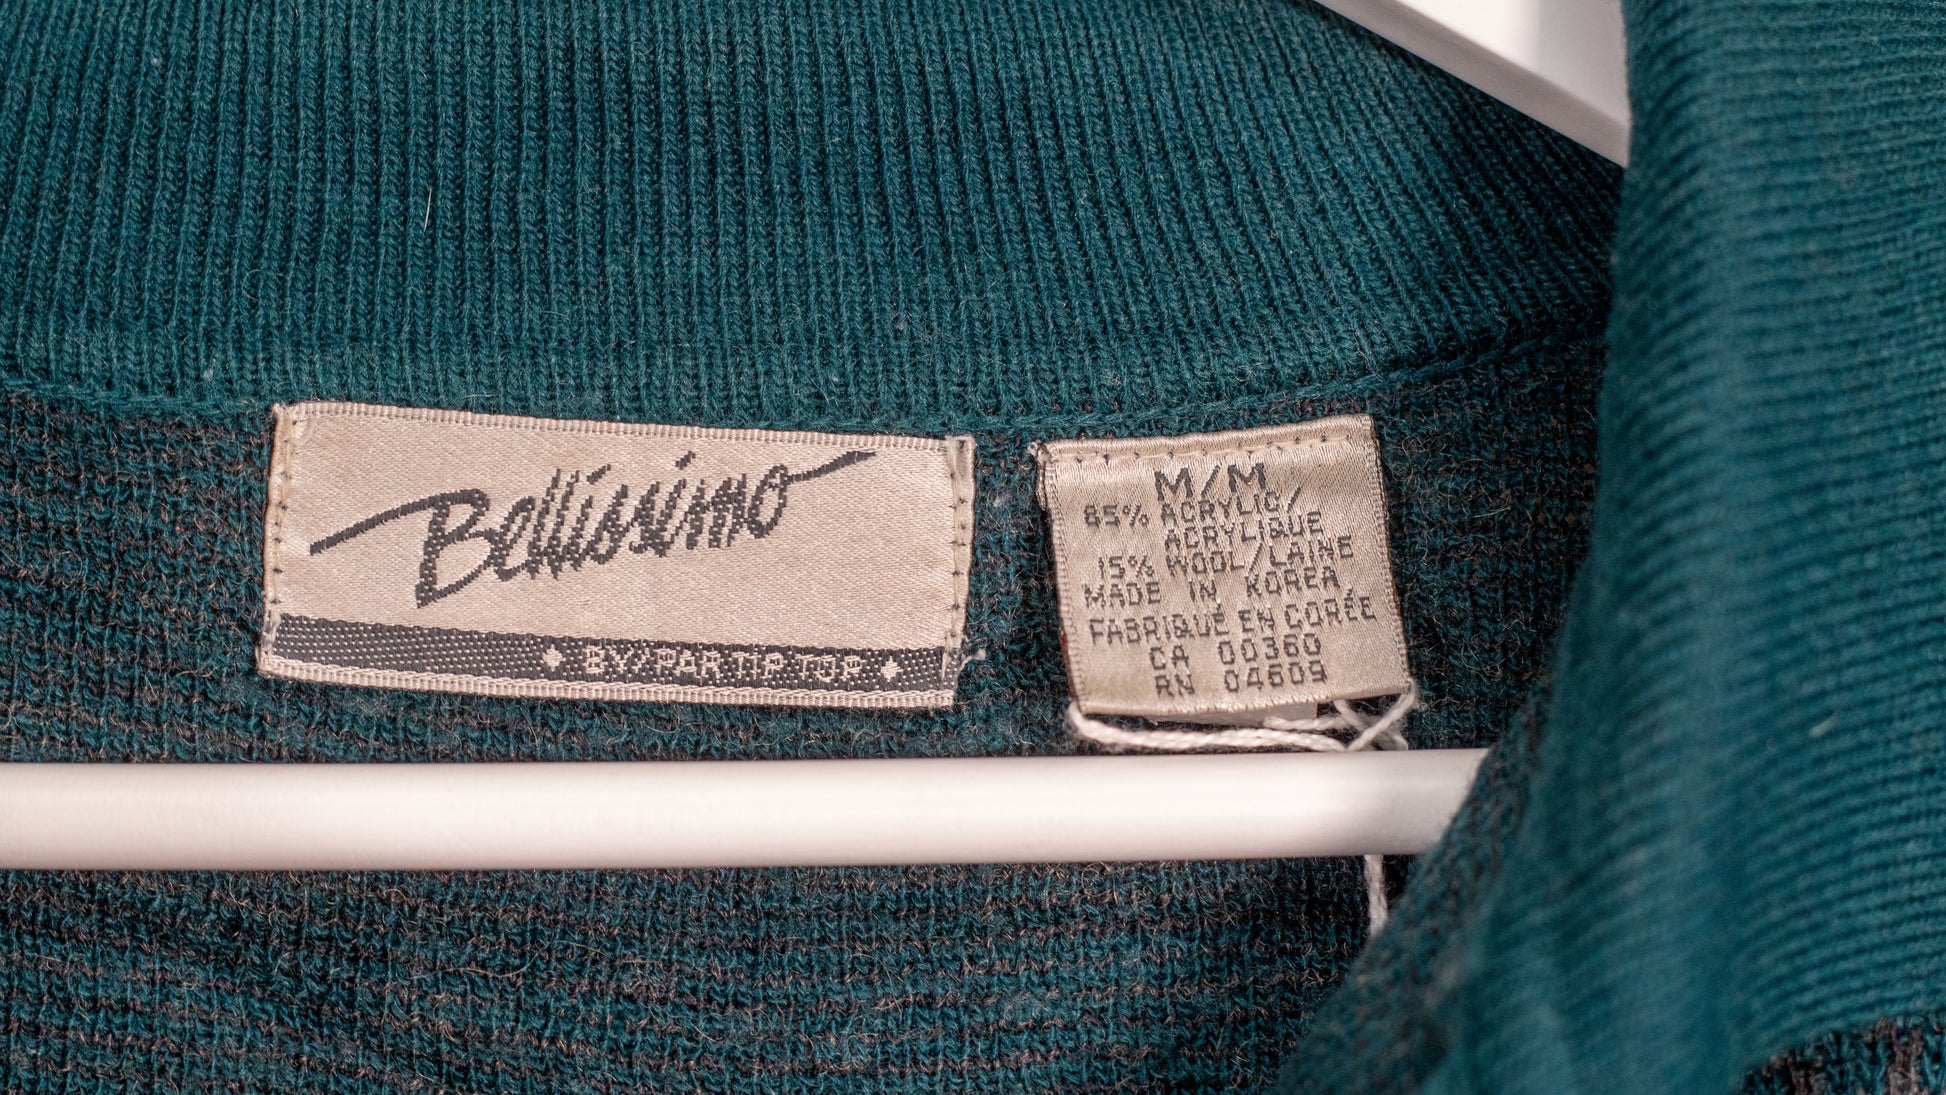 Bellissimo
BY/PAR TIP TOP
M/M
85% ACRYLIC/
ACRYLIQUE
15% WOOL/LAINE
MADE IN KOREA
FABRIQUÉ EN CORÉE
CA 00360
RN 04609